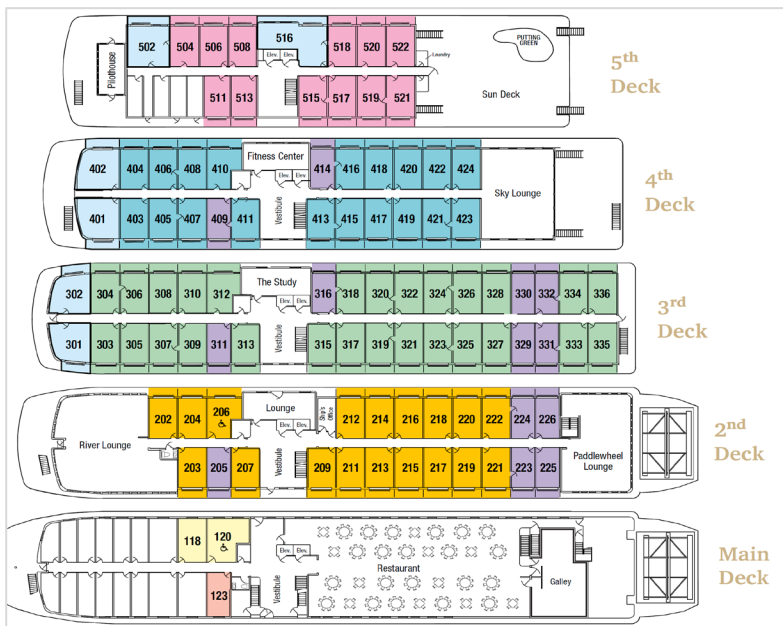 502 504 506 508 516 518 520 522
Pilothouse
Elev. Elev.
Laundry
PUTTING
GREEN
Sun Deck
511 513 515 517 519 521
5th
Deck
402 404 406 408 410 Fitness Center 414 416 418 420 422 424
Elev. Elev.
Sky Lounge
401 403 405 407 409 411 Vestibule 413 415 417 419 421 423
4th
Deck
302 304 306 308 310 312 The Study 316 318 320 322 324 326 328 330 332 334 336
Elev. Elev.
301 303 305 307 309 311 313 Vestibule 315 317 319 321 323 325 327 329 331 333 335
3rd
Deck
202 204 206 Lounge Ship's Office 212 214 216 218 220 222 224 226
Elev. Elev.
River Lounge
Paddlewheel
Lounge
203 205 207 Vestibule 209 211 213 215 217 219 221 223 225
2nd
Deck
118 120
Elev. Elev.
Restaurant
Galley
123 Vestibule
Main
Deck